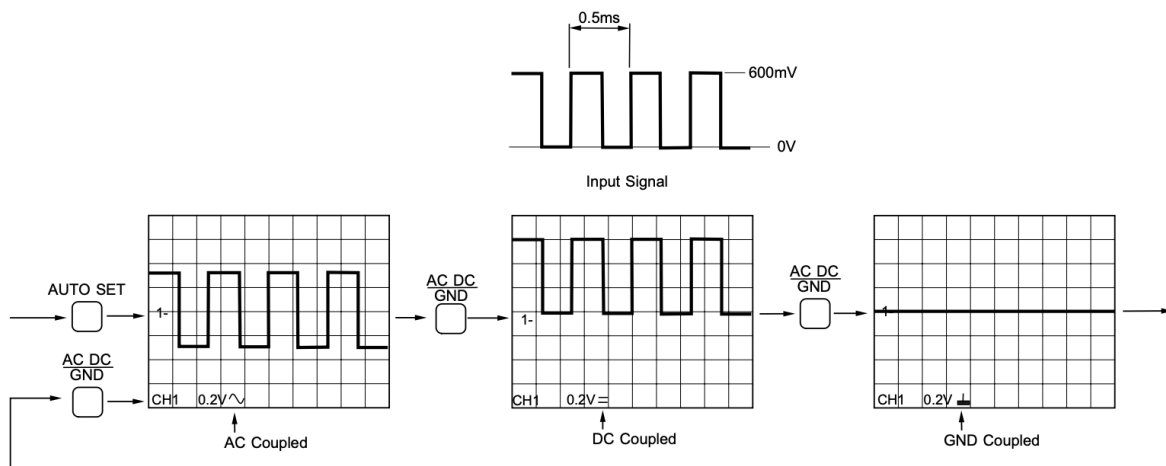 0.5ms
600mV
0V
Input Signal
AUTO SET
AC DC
GND
1-
CH1 0.2V
AC Coupled
AC DC
GND
1-
CH1 0.2V
DC Coupled
AC DC
GND
1-
CH1 0.2V
GND Coupled